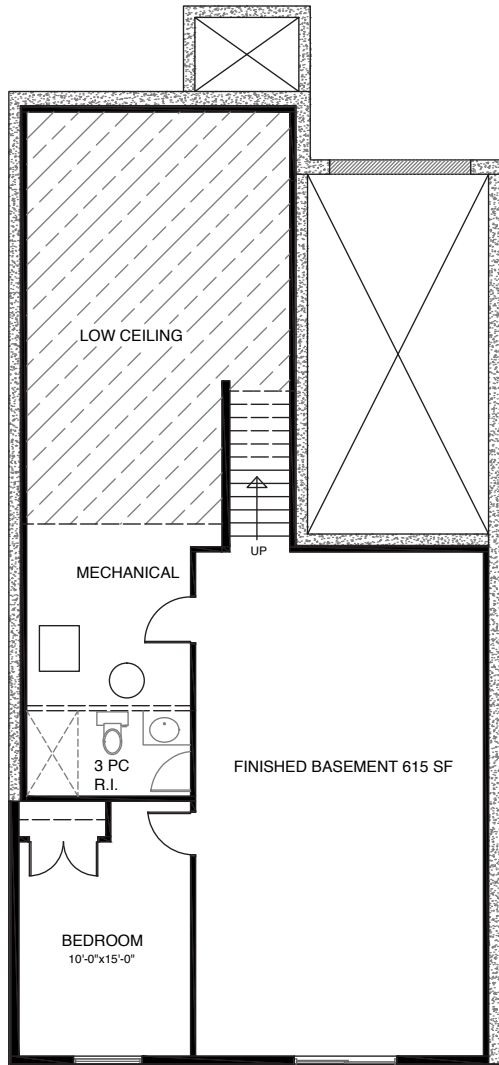 LOW CEILING
UP
MECHANICAL
3 PC
R.I.
FINISHED BASEMENT 615 SF
BEDROOM
10'-0"x15'-0"